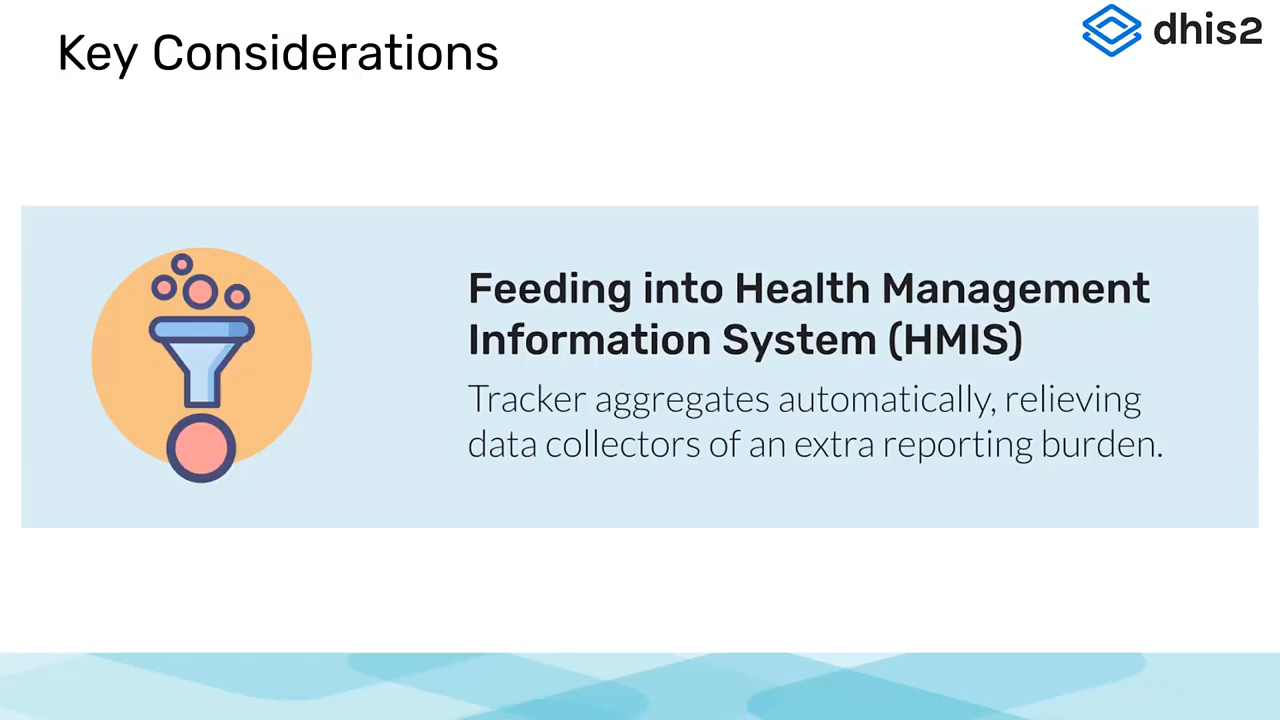 Key Considerations
dhis2
Feeding into Health Management
Information System (HMIS)
Tracker aggregates automatically, relieving
data collectors of an extra reporting burden.